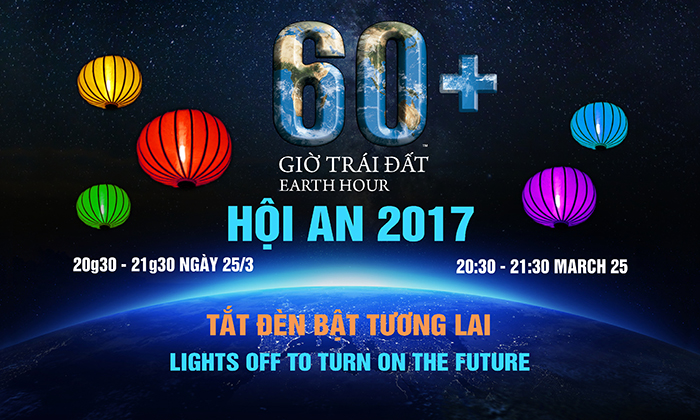 60+
™
GIỜ TRÁI ĐẤT
EARTH HOUR
HỘI AN 2017
20g30 - 21g30 NGÀY 25/3
20:30 - 21:30 MARCH 25
TẮT ĐÈN BẬT TƯƠNG LAI
LIGHTS OFF TO TURN ON THE FUTURE